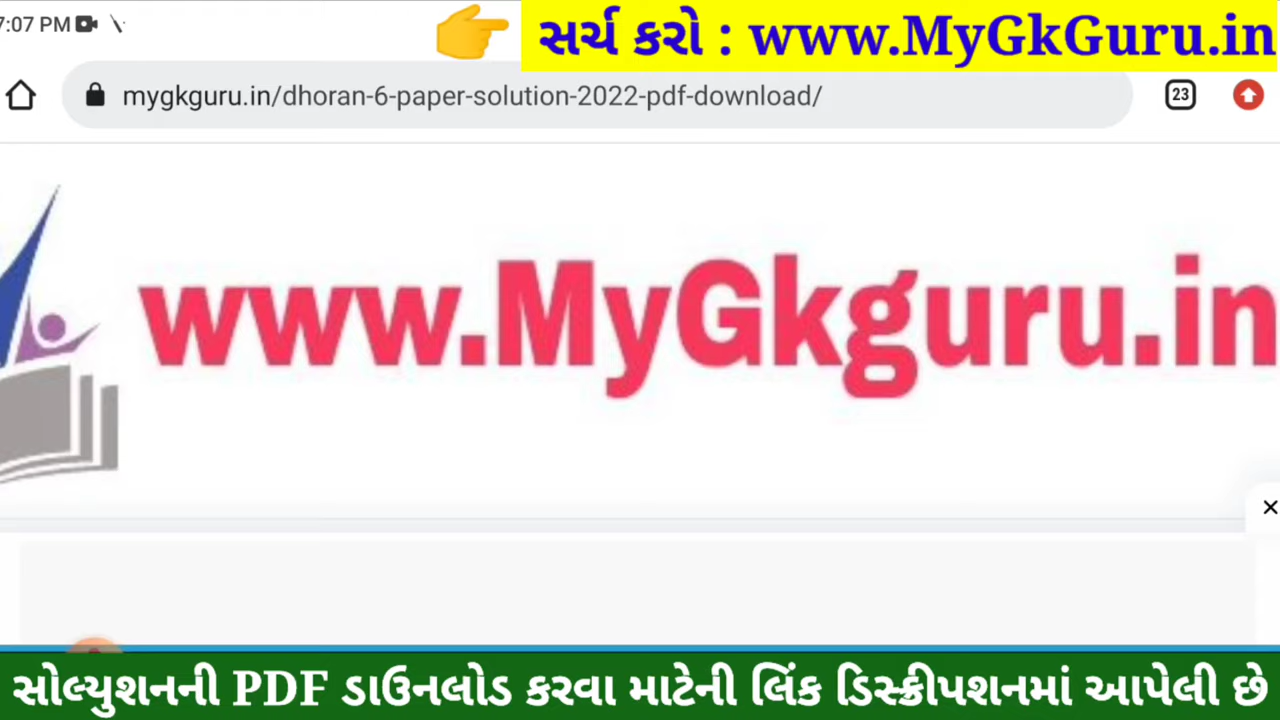 7:07 PM
સર્ચ કરો : www.MyGkGuru.in
mygkguru.in/dhoran-6-paper-solution-2022-pdf-download/
23
www.MyGkguru.in
સોલ્યુશનની PDF ડાઉનલોડ કરવા માટેની લિંક ડિસ્ક્રીપશનમાં આપેલી છે